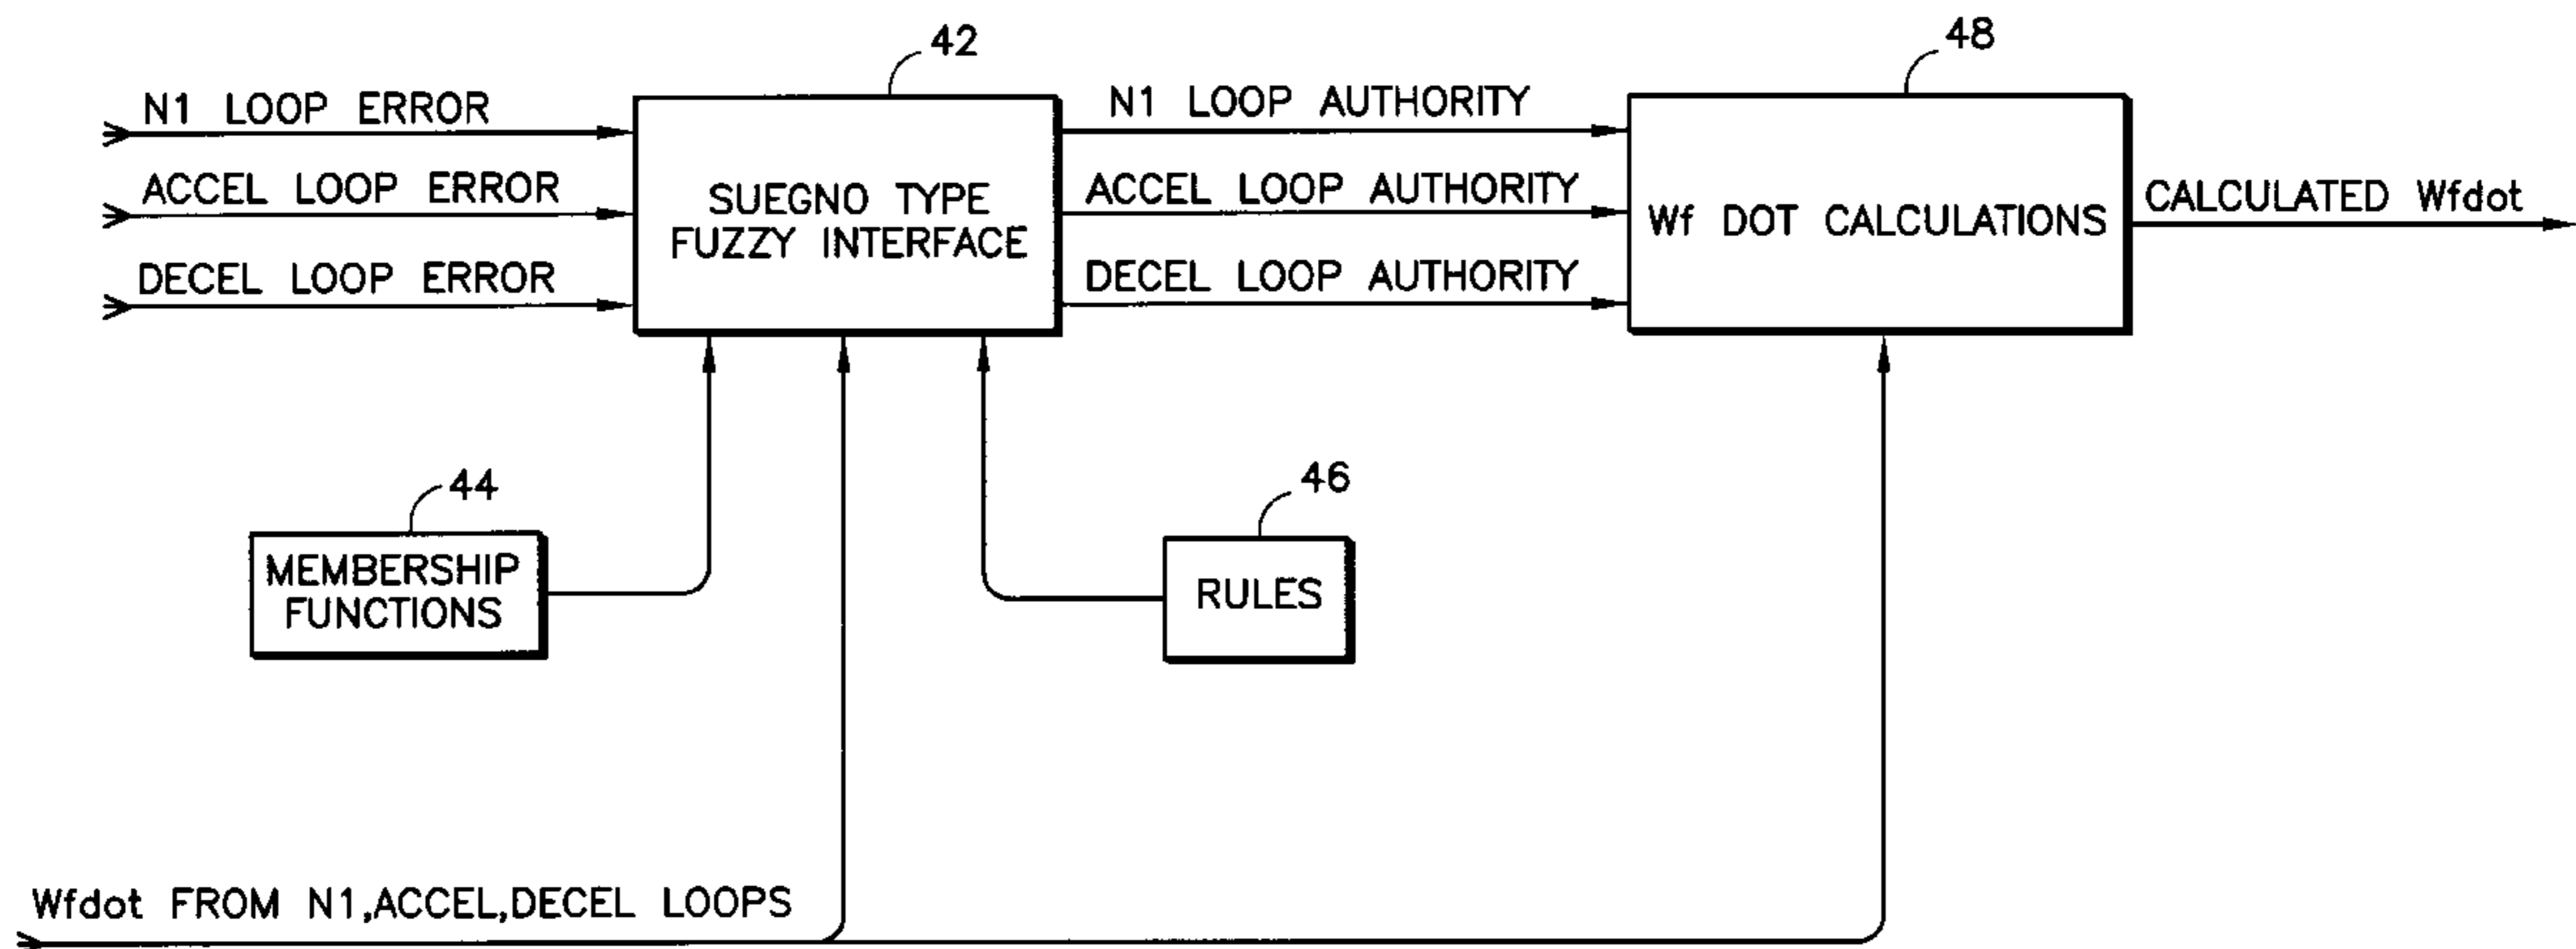 42
48
N1 LOOP ERROR
ACCEL LOOP ERROR
DECEL LOOP ERROR
SUEGNO TYPE
FUZZY INTERFACE
N1 LOOP AUTHORITY
ACCEL LOOP AUTHORITY
DECEL LOOP AUTHORITY
Wf DOT CALCULATIONS
CALCULATED Wfdot
44
MEMBERSHIP
FUNCTIONS
46
RULES
Wfdot FROM N1,ACCEL,DECEL LOOPS